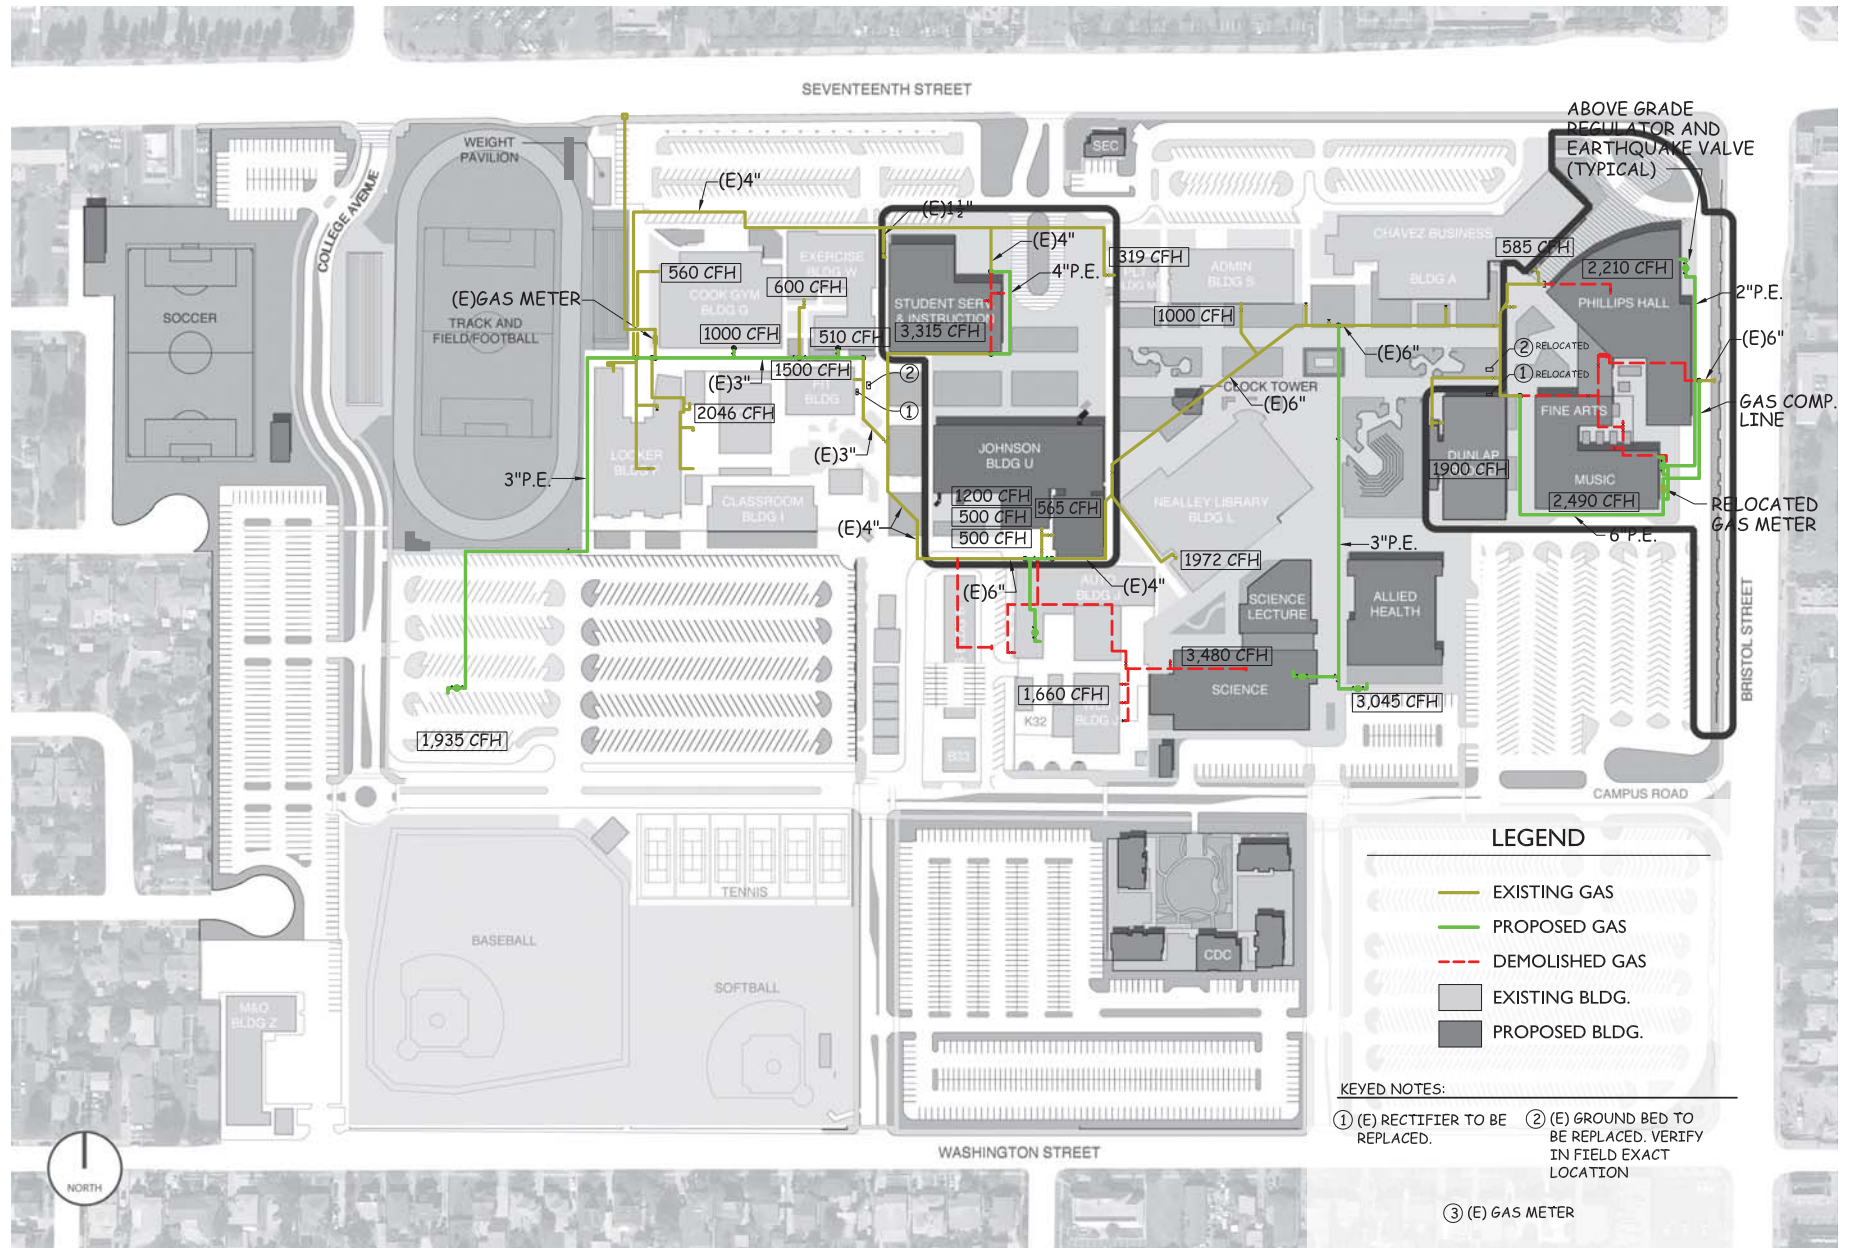 SEVENTEENTH STREET
ABOVE GRADE
REGULATOR AND
EARTHQUAKE VALVE
(TYPICAL)
WEIGHT
PAVILION
SEC
COLLEGE AVENUE
(E)4"
(E)1½"
(E)4"
4"P.E.
319 CFH
CHAVEZ BUSINESS
BLDG A
585 CFH
2,210 CFH
PHILLIPS HALL
2"P.E.
(E)6"
560 CFH
COOK GYM
BLDG G
EXERCISE
BLDG W
600 CFH
ADMIN
BLDG S
(E)GAS METER
SOCCER
TRACK AND
FIELD/FOOTBALL
1000 CFH
510 CFH
STUDENT SERV
& INSTRUCTION
3,315 CFH
1000 CFH
(E)6"
2 RELOCATED
1 RELOCATED
(E)3"
1500 CFH
BLDG
2
1
CLOCK TOWER
(E)6"
FINE ARTS
GAS COMP.
LINE
2046 CFH
(E)3"
LOCKER
BLDG F
3"P.E.
JOHNSON
BLDG U
DUNLAP
1900 CFH
MUSIC
2,490 CFH
CLASSROOM
BLDG I
1200 CFH
500 CFH
500 CFH
565 CFH
NEALLEY LIBRARY
BLDG L
RELOCATED
GAS METER
6"P.E.
(E)4"
3"P.E.
1972 CFH
(E)6"
(E)4"
BLDG J
SCIENCE
LECTURE
ALLIED
HEALTH
BRISTOL STREET
3,480 CFH
SCIENCE
1,660 CFH
K32
BLDG J
3,045 CFH
1,935 CFH
B33
CAMPUS ROAD
TENNIS
BASEBALL
SOFTBALL
CDC
M&O
BLDG Z
LEGEND
EXISTING GAS
PROPOSED GAS
DEMOLISHED GAS
EXISTING BLDG.
PROPOSED BLDG.
KEYED NOTES:
1 (E) RECTIFIER TO BE
REPLACED.
2 (E) GROUND BED TO
BE REPLACED. VERIFY
IN FIELD EXACT
LOCATION
3 (E) GAS METER
WASHINGTON STREET
NORTH